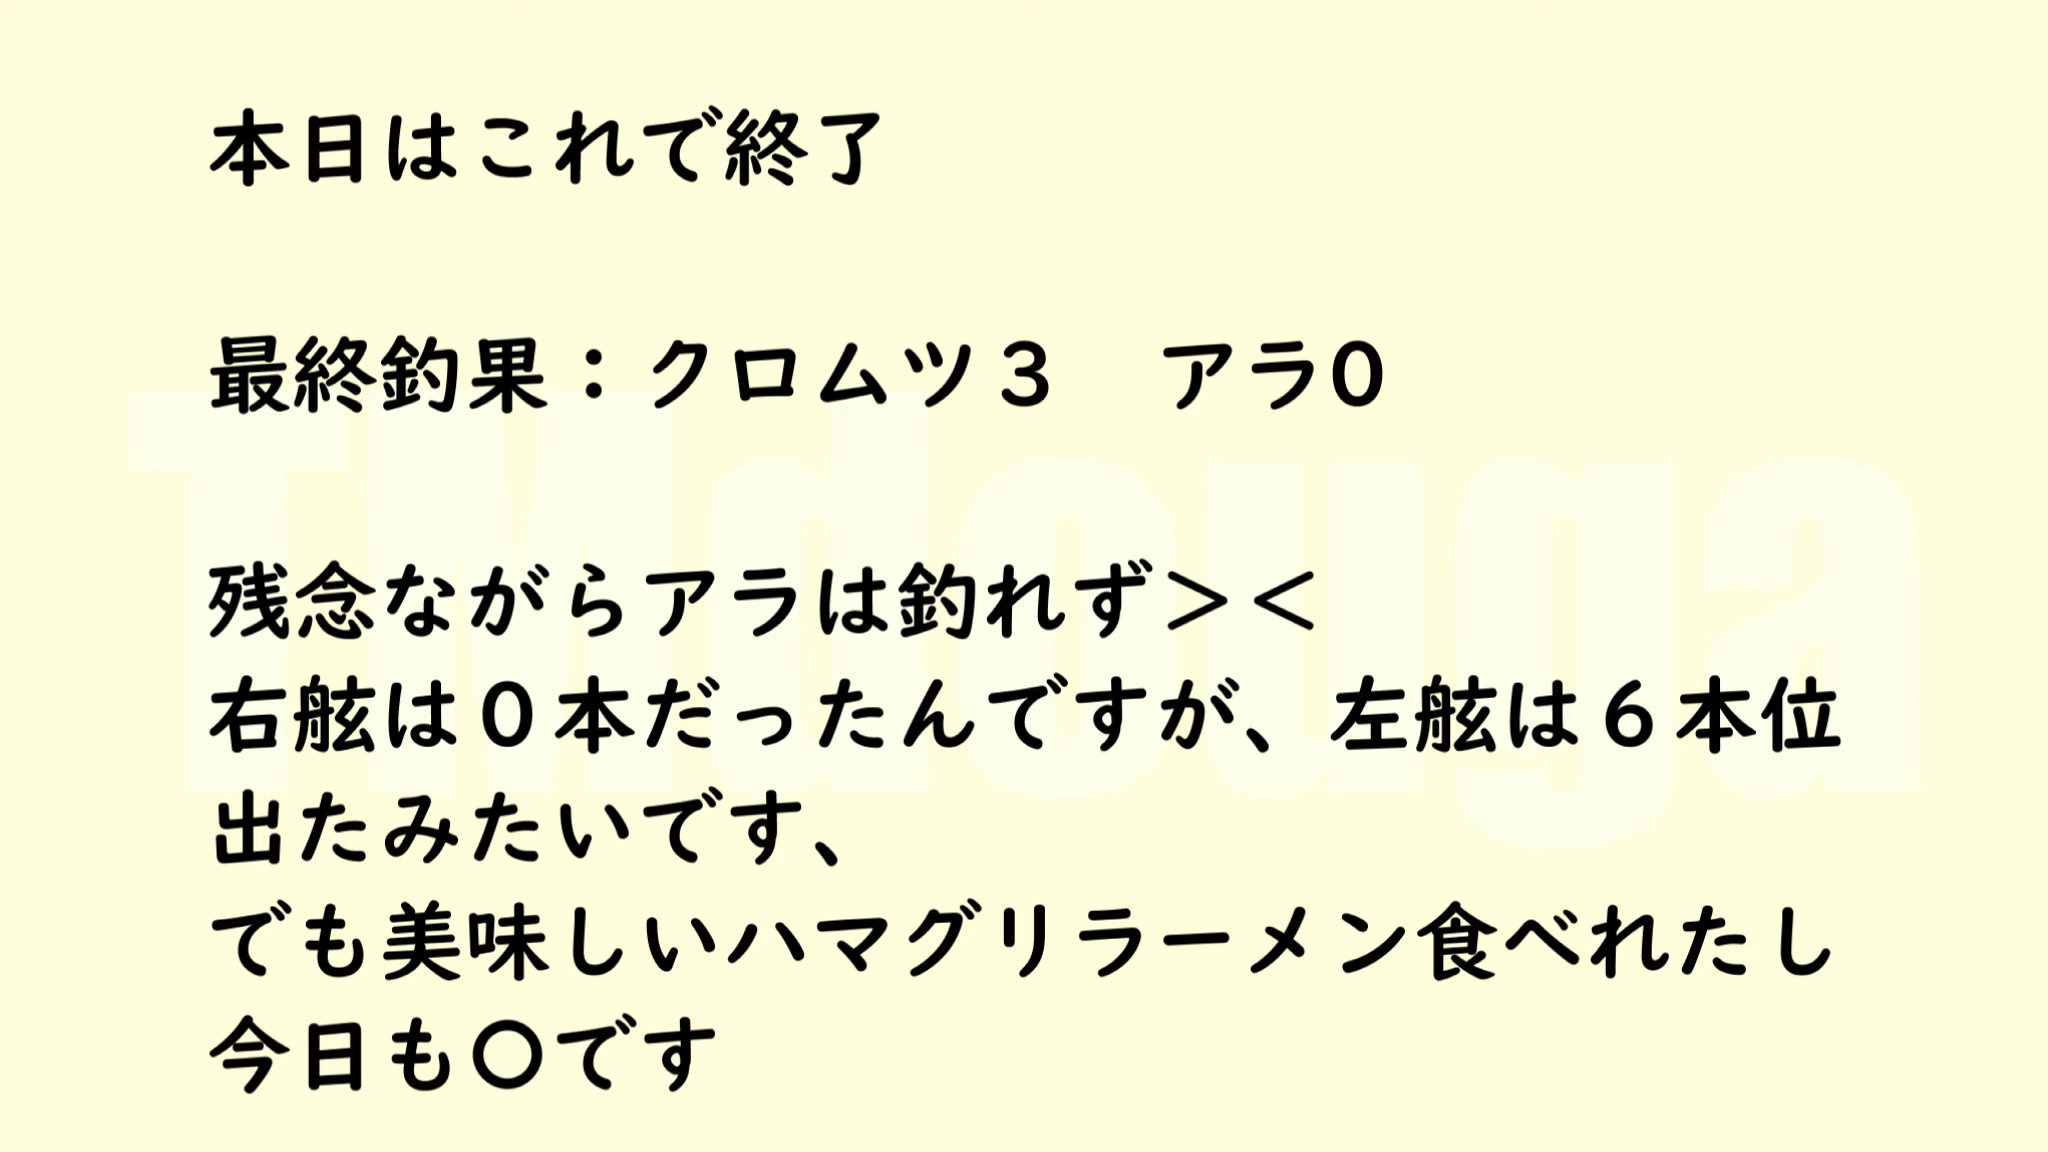 本日はこれで終了
最終釣果：クロムツ３　アラ0
残念ながらアラは釣れず＞＜
右舷は０本だったんですが、左舷は６本位
出たみたいです、
でも美味しいハマグリラーメン食べれたし
今日も〇です
TMdouga